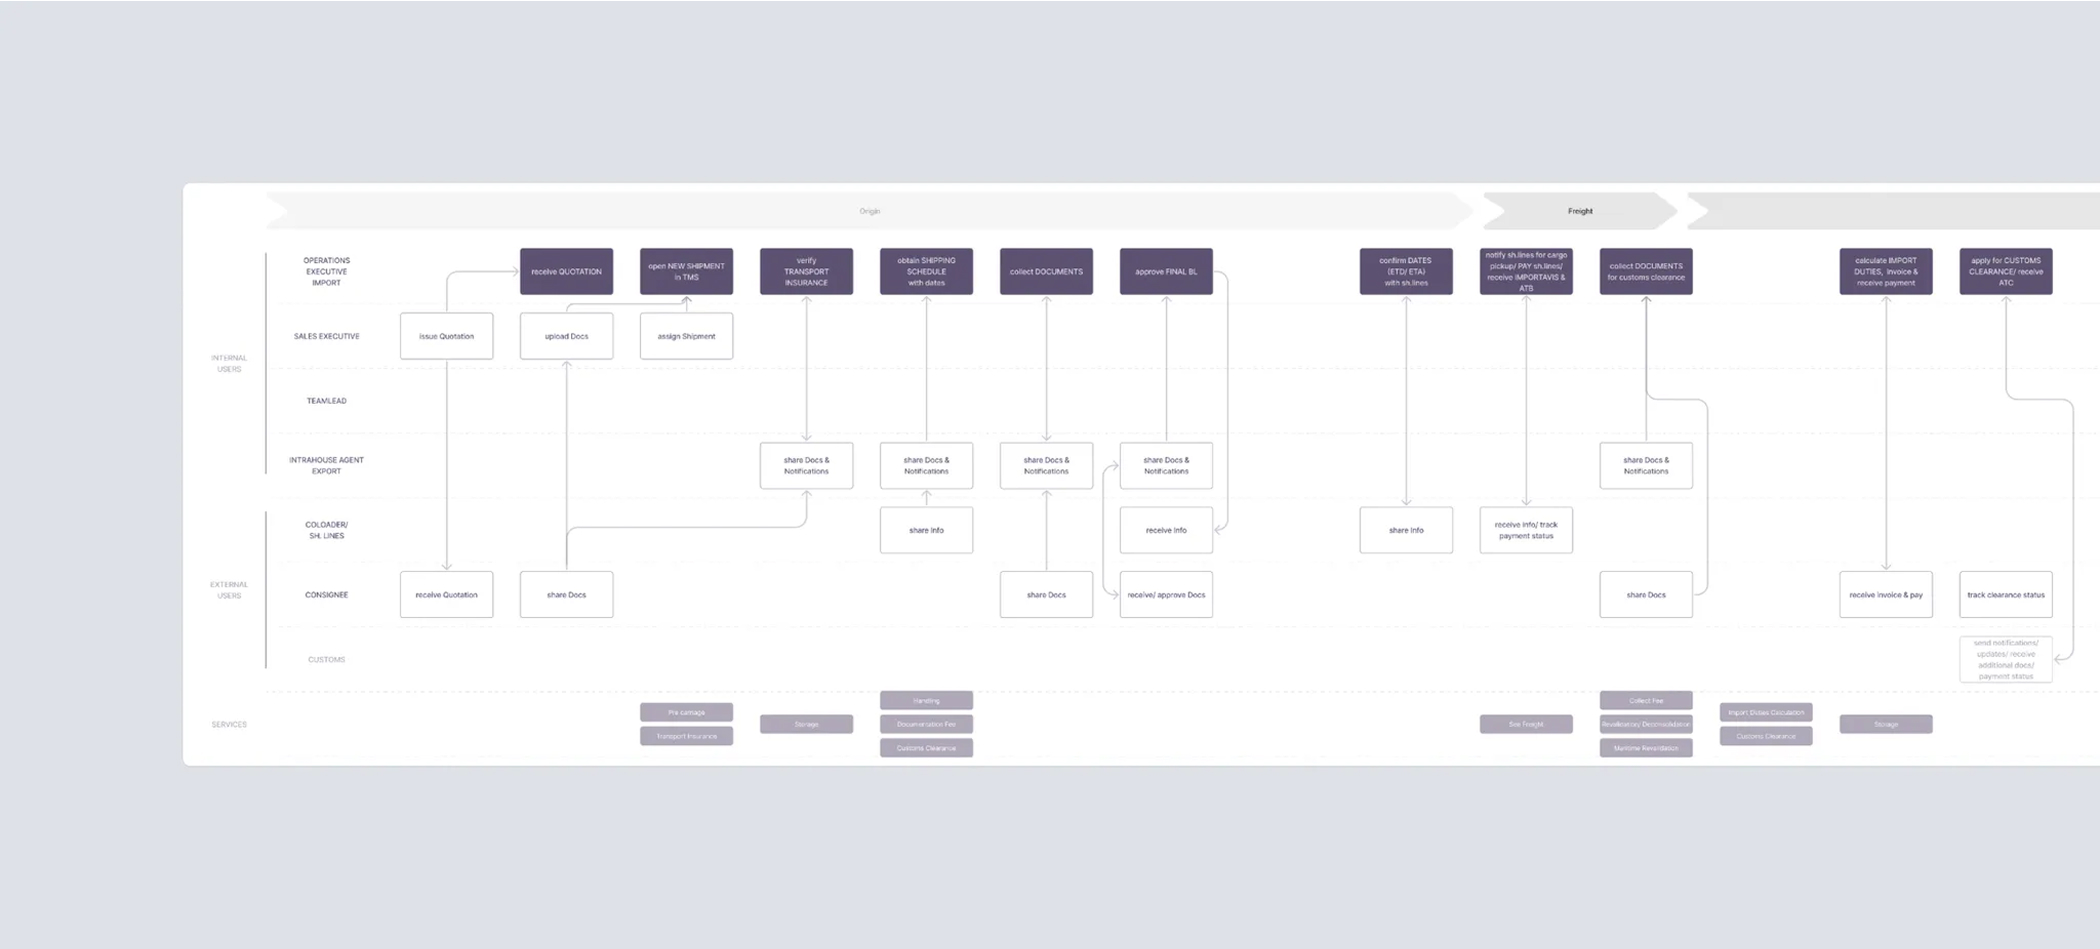 Origin
Freight
OPERATIONS
EXECUTIVE
IMPORT
receive QUOTATION
open NEW SHIPMENT
in TMS
verify
TRANSPORT
INSURANCE
obtain SHIPPING
SCHEDULE
with dates
collect DOCUMENTS
approve FINAL BL
confirm DATES
(ETD/ ETA)
with sh.lines
notify sh.lines for cargo
pickup/ PAY sh.lines/
receive IMPORTAVIS &
ATB
collect DOCUMENTS
for customs clearance
calculate IMPORT
DUTIES, invoice &
receive payment
apply for CUSTOMS
CLEARANCE/ receive
ATC
SALES EXECUTIVE
issue Quotation
upload Docs
assign Shipment
INTERNAL
USERS
TEAMLEAD
INTRAHOUSE AGENT
EXPORT
share Docs &
Notifications
share Docs &
Notifications
share Docs &
Notifications
share Docs &
Notifications
share Docs &
Notifications
COLOADER/
SH. LINES
share Info
receive Info
share Info
receive Info/ track
payment status
EXTERNAL
USERS
CONSIGNEE
receive Quotation
share Docs
share Docs
receive/ approve Docs
share Docs
receive invoice & pay
track clearance status
CUSTOMS
send notifications/
updates/ receive
additional docs/
payment status
SERVICES
Pre carriage
Transport Insurance
Storage
Handling
Documentation Fee
Customs Clearance
See Freight
Collect Fee
Maritime
Import Duties Calculation
Customs Clearance
Storage